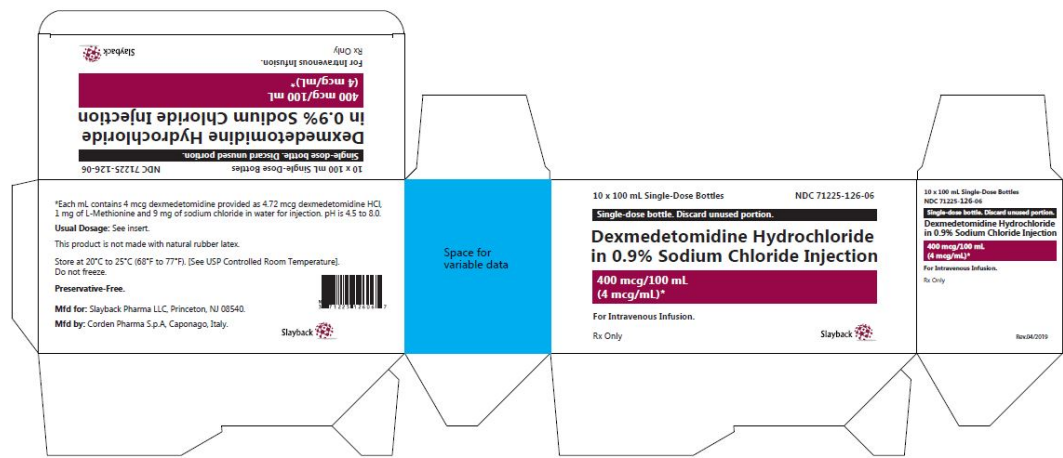 Slayback
Rx Only
For Intravenous Infusion.
(4 mcg/mL)*
400 mcg/100 mL
in 0.9% Sodium Chloride Injection
Dexmedetomidine Hydrochloride
Single-dose bottle. Discard unused portion.
10 x 100 mL Single-Dose Bottles NDC 71225-126-06
*Each mL contains 4 mcg dexmedetomidine provided as 4.72 mcg dexmedetomidine HCl,
1 mg of L-Methionine and 9 mg of sodium chloride in water for injection. pH is 4.5 to 8.0.
Usual Dosage: See insert.
This product is not made with natural rubber latex.
Store at 20°C to 25°C (68°F to 77°F). [See USP Controlled Room Temperature].
Do not freeze.
Preservative-Free.
Mfd for: Slayback Pharma LLC, Princeton, NJ 08540.
Mfd by: Corden Pharma S.p.A, Caponago, Italy.
Slayback
Space for
variable data
10 x 100 mL Single-Dose Bottles NDC 71225-126-06
Single-dose bottle. Discard unused portion.
Dexmedetomidine Hydrochloride
in 0.9% Sodium Chloride Injection
400 mcg/100 mL
(4 mcg/mL)*
For Intravenous Infusion.
Rx Only
Slayback
10 x 100 mL Single-Dose Bottles
NDC 71225-126-06
Single-dose bottle. Discard unused portion.
Dexmedetomidine Hydrochloride
in 0.9% Sodium Chloride Injection
400 mcg/100 mL
(4 mcg/mL)*
For Intravenous Infusion.
Rx Only
Rev.04/2019